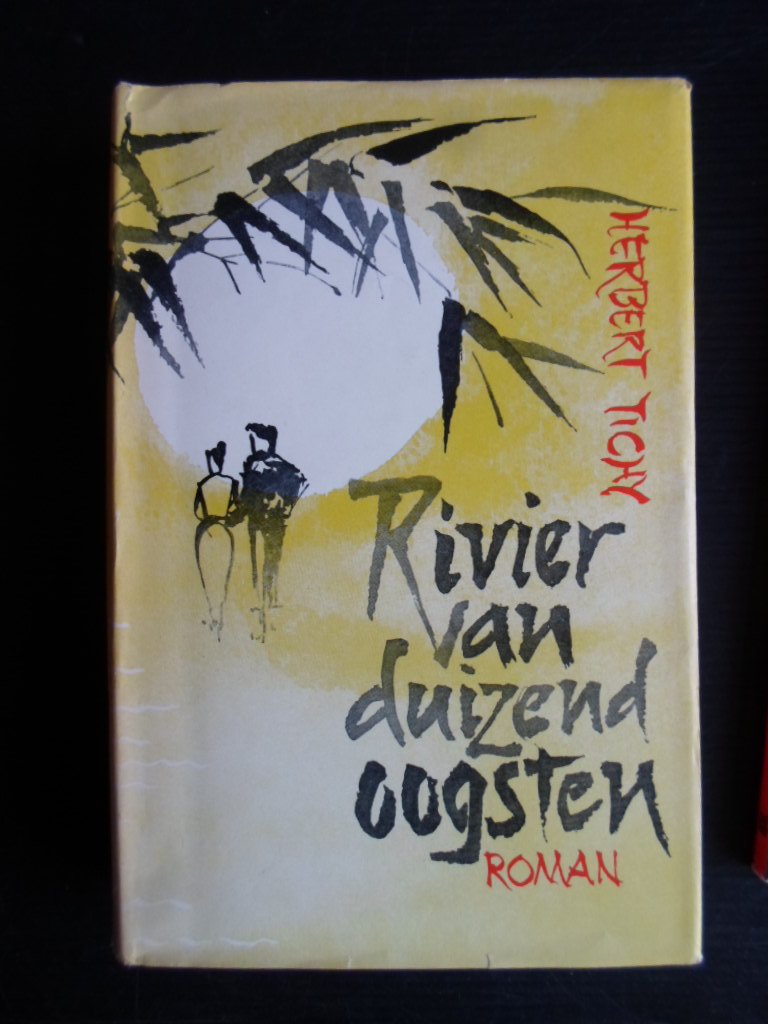 HERBERT TICHY
Rivier
van
duizend
oogsten
ROMAN